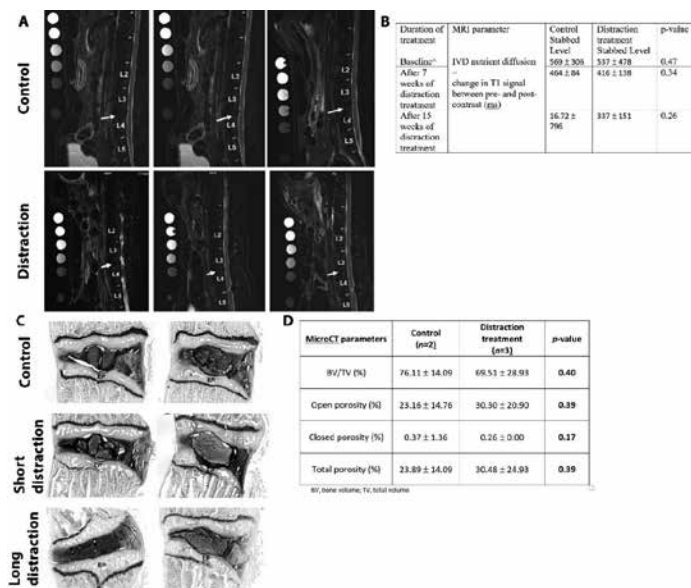 A
Control
L2
L3
L4
L5
Distraction
L2
L3
L4
L5
B
Duration of treatment
MRI parameter
Control Stabbed Level
Distraction treatment Stabbed Level
p-value
Baseline^
IVD nutrient diffusion – change in T1 signal between pre- and post-contrast (ms)
569 ± 306
537 ± 478
0.47
After 7 weeks of distraction treatment
464 ± 84
416 ± 138
0.34
After 15 weeks of distraction treatment
16.72 ± 796
337 ± 151
0.26
C
Control
Short distraction
Long distraction
D
MicroCT parameters
Control (n=2)
Distraction treatment (n=3)
p-value
BV/TV (%)
76.11 ± 14.09
69.51 ± 28.93
0.40
Open porosity (%)
23.16 ± 14.76
30.30 ± 20.90
0.39
Closed porosity (%)
0.37 ± 1.36
0.26 ± 0.00
0.17
Total porosity (%)
23.89 ± 14.09
30.48 ± 24.93
0.39
BV, bone volume; TV, total volume